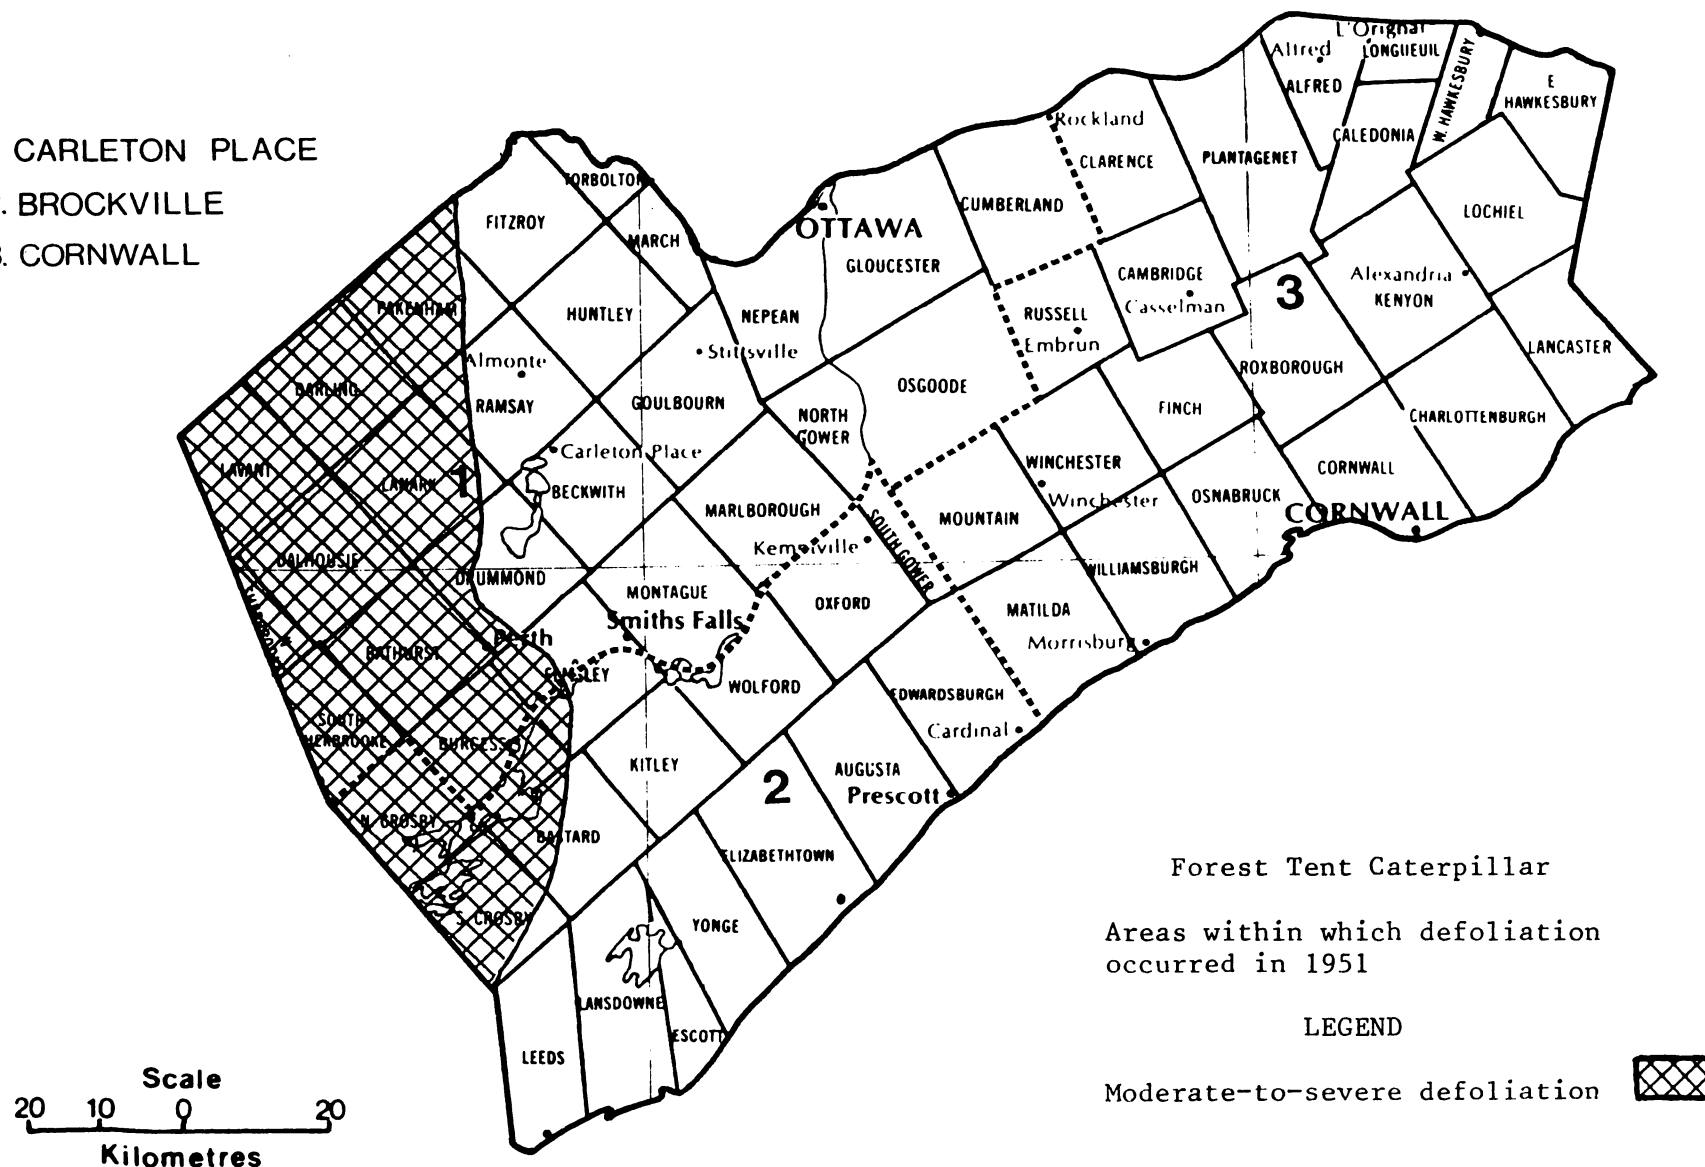 CARLETON PLACE
. BROCKVILLE
3. CORNWALL
L'Orignal
Alfred
LONGUEUIL
ALFRED
W. HAWKESBURY
E
HAWKESBURY
Rockland
CLARENCE
PLANTAGENET
CALEDONIA
TORBOLTON
FITZROY
MARCH
OTTAWA
CUMBERLAND
LOCHIEL
GLOUCESTER
CAMBRIDGE
Casselman
3
Alexandria
KENYON
PAKENHAM
HUNTLEY
NEPEAN
RUSSELL
Embrun
Almonte
Stittsville
LANCASTER
DARLING
RAMSAY
GOULBOURN
NORTH
GOWER
OSGOODE
FINCH
ROXBOROUGH
CHARLOTTENBURGH
LAVANT
LANARK
1
Carleton Place
BECKWITH
WINCHESTER
Winchester
OSNABRUCK
CORNWALL
CORNWALL
MARLBOROUGH
Kemptville
SOUTH GOWER
MOUNTAIN
DALHOUSIE
DRUMMOND
MONTAGUE
Smiths Falls
OXFORD
WILLIAMSBURGH
MATILDA
Morrisburg
Perth
BATHURST
ELMSLEY
WOLFORD
EDWARDSBURGH
Cardinal
SOUTH
SHERBROOKE
BURGESS
KITLEY
2
AUGUSTA
Prescott
N. CROSBY
BASTARD
ELIZABETHTOWN
S. CROSBY
YONGE
LANSDOWNE
ESCOTT
LEEDS
Forest Tent Caterpillar
Areas within which defoliation
occurred in 1951
LEGEND
Moderate-to-severe defoliation
Scale
20 10 0 20
Kilometres